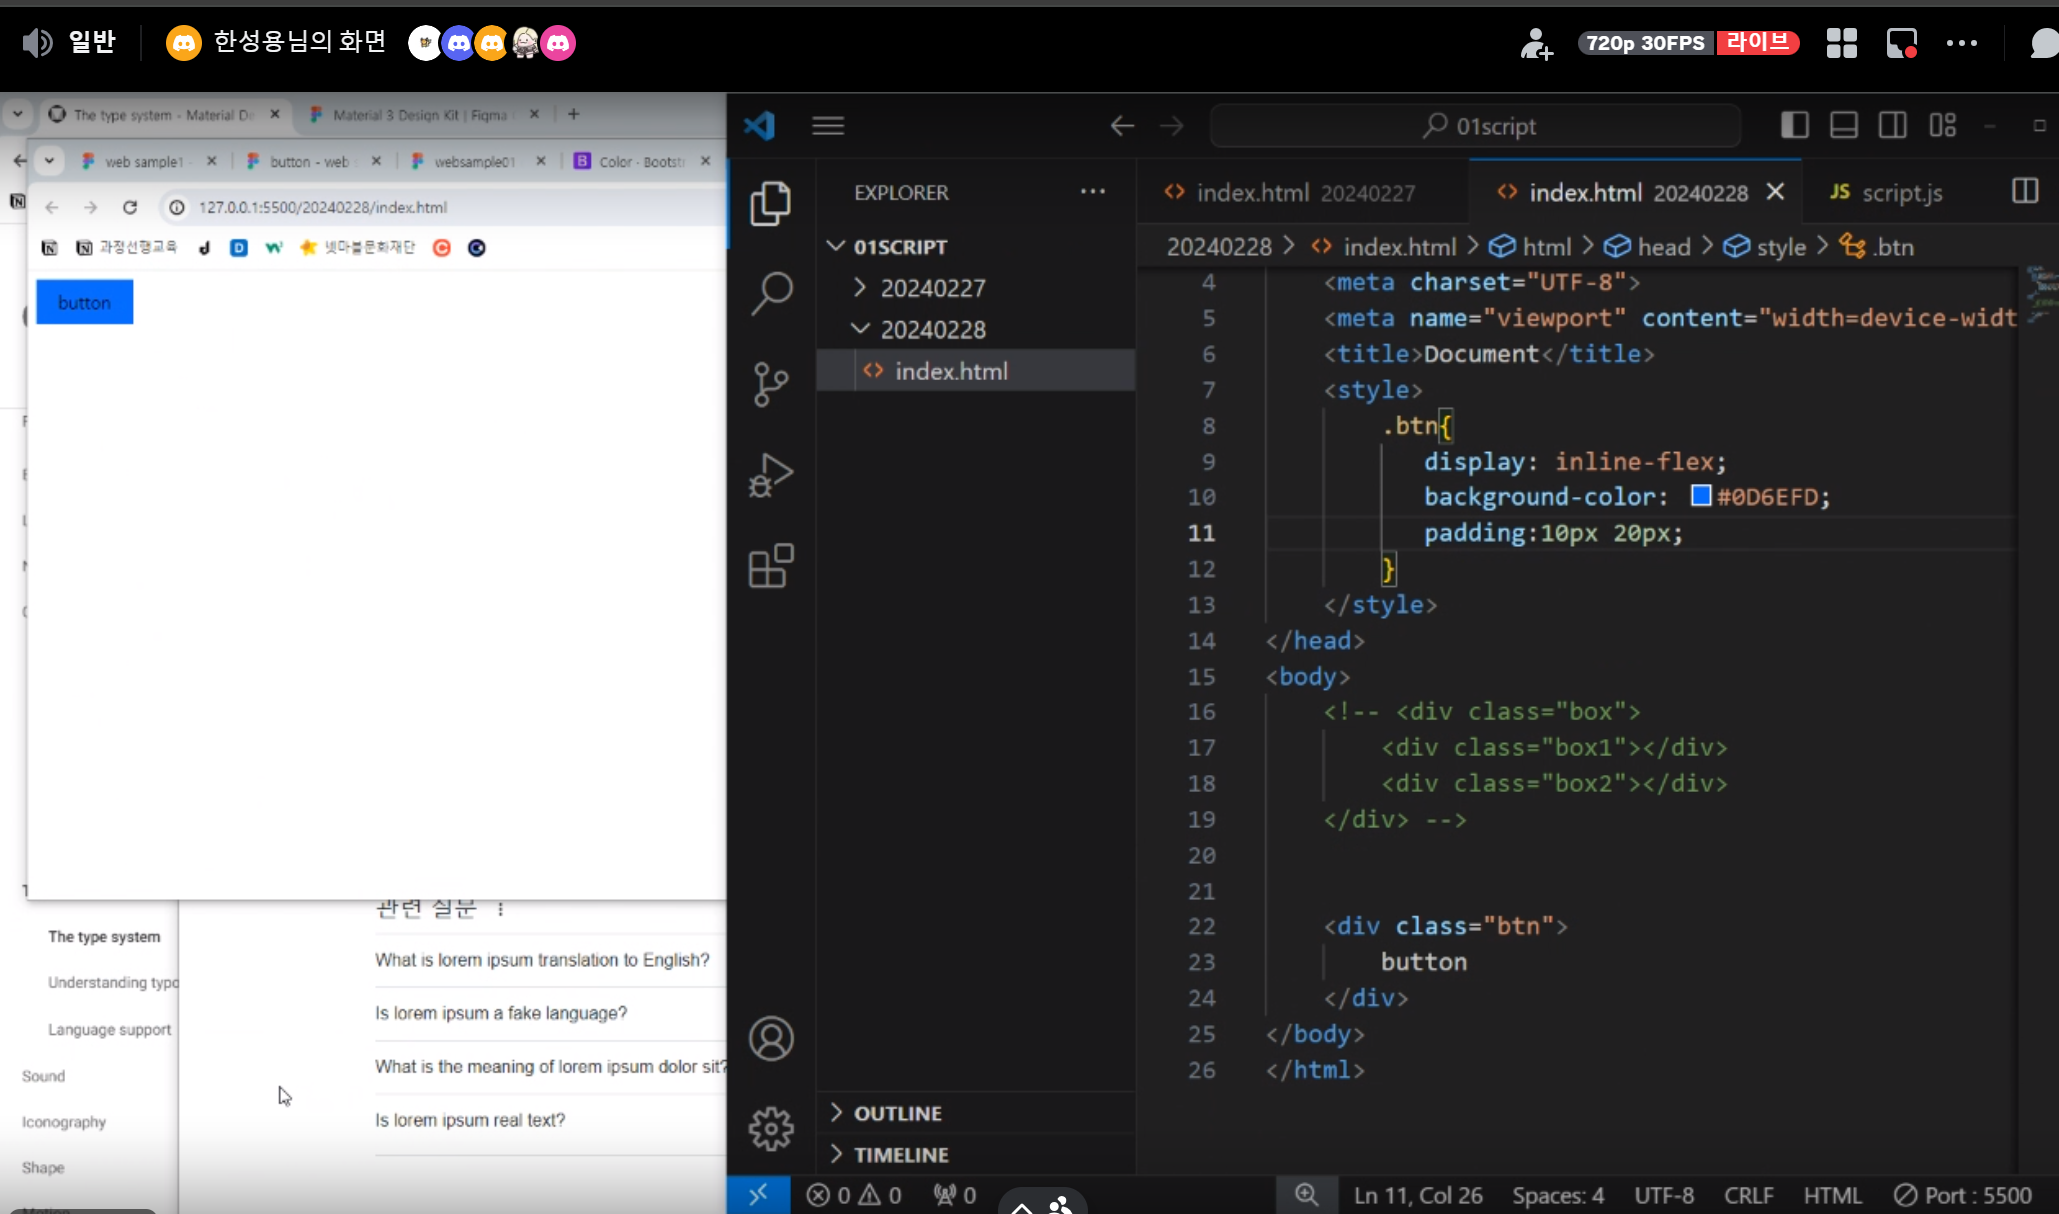 일반 한성용님의 화면 720p 30FPS 라이브
The type system - Material De
Material 3 Design Kit | Figma
web sample1
button - web
websample01
Color - Bootstr
127.0.0.1:5500/20240228/index.html
과정선행교육
넷마블문화재단
button
관련 질문
The type system
Understanding typo
Language support
Sound
Iconography
Shape
Motion
What is lorem ipsum translation to English?
Is lorem ipsum a fake language?
What is the meaning of lorem ipsum dolor sit?
Is lorem ipsum real text?
01script
EXPLORER
01SCRIPT
20240227
20240228
index.html
OUTLINE
TIMELINE
index.html 20240227
index.html 20240228
JS script.js
20240228 > index.html > html > head > style > .btn
4 <meta charset="UTF-8">
5 <meta name="viewport" content="width=device-widt
6 <title>Document</title>
7 <style>
8 .btn{
9 display: inline-flex;
10 background-color: #0D6EFD;
11 padding:10px 20px;
12 }
13 </style>
14 </head>
15 <body>
16 <!-- <div class="box">
17 <div class="box1"></div>
18 <div class="box2"></div>
19 </div> -->
20
21
22 <div class="btn">
23 button
24 </div>
25 </body>
26 </html>
0 0 0 Ln 11, Col 26 Spaces: 4 UTF-8 CRLF HTML Port : 5500